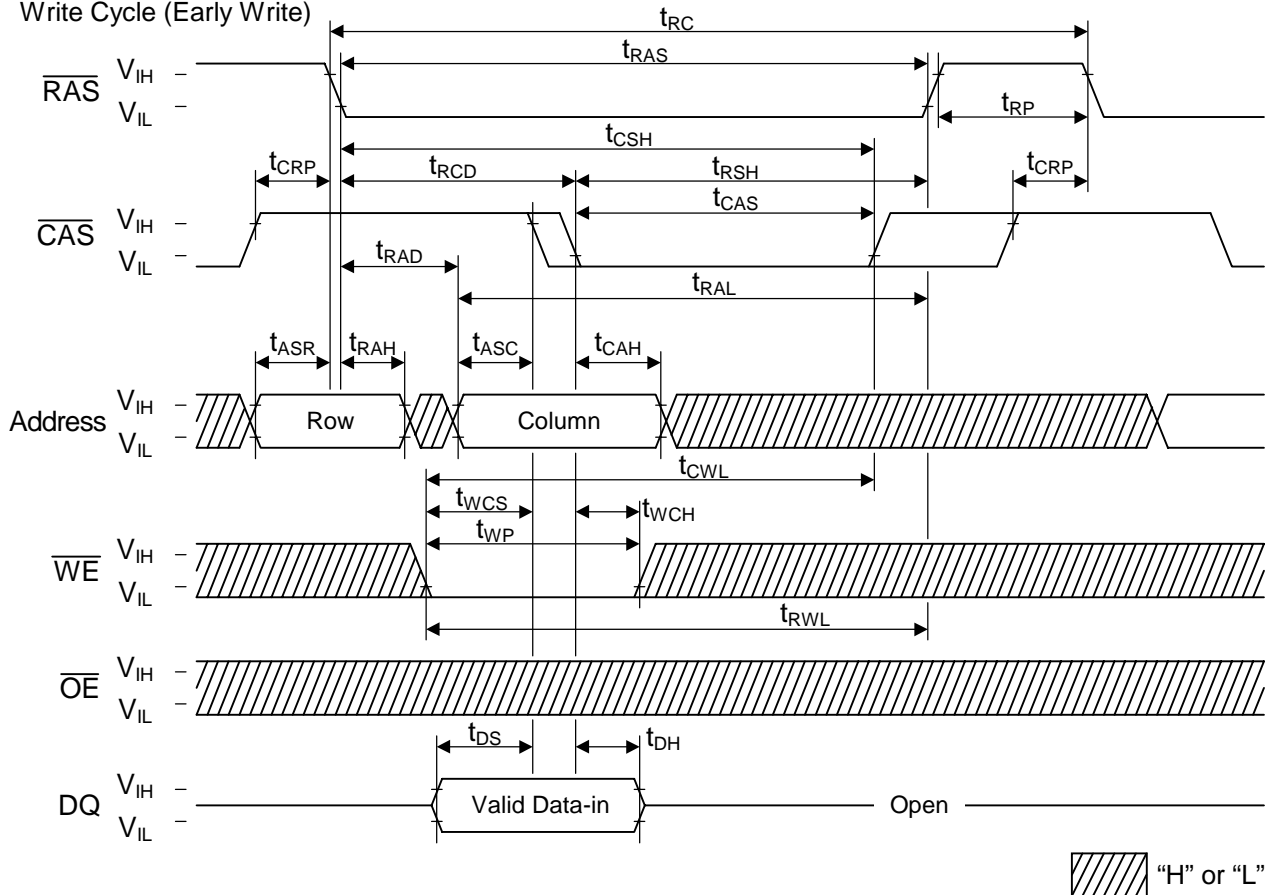 Write Cycle (Early Write)
tRC
tRAS
RAS
VIH
VIL
tRP
tCSH
tCRP
tRCD
tRSH
tCRP
tCAS
CAS
VIH
VIL
tRAD
tRAL
tASR
tRAH
tASC
tCAH
Address
VIH
VIL
Row
Column
tCWL
tWCS
tWCH
tWP
WE
VIH
VIL
tRWL
OE
VIH
VIL
tDS
tDH
DQ
VIH
VIL
Valid Data-in
Open
“H” or “L”